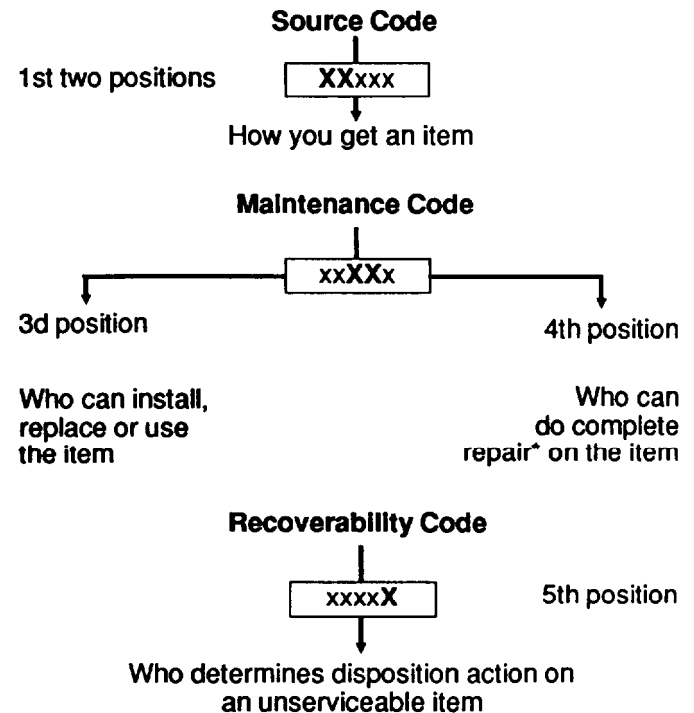 Source Code
1st two positions
XXxxx
How you get an item
Maintenance Code
xxXXx
3d position
4th position
Who can install,
replace or use
the item
Who can
do complete
repair* on the item
Recoverability Code
xxxxX
5th position
Who determines disposition action on
an unserviceable item